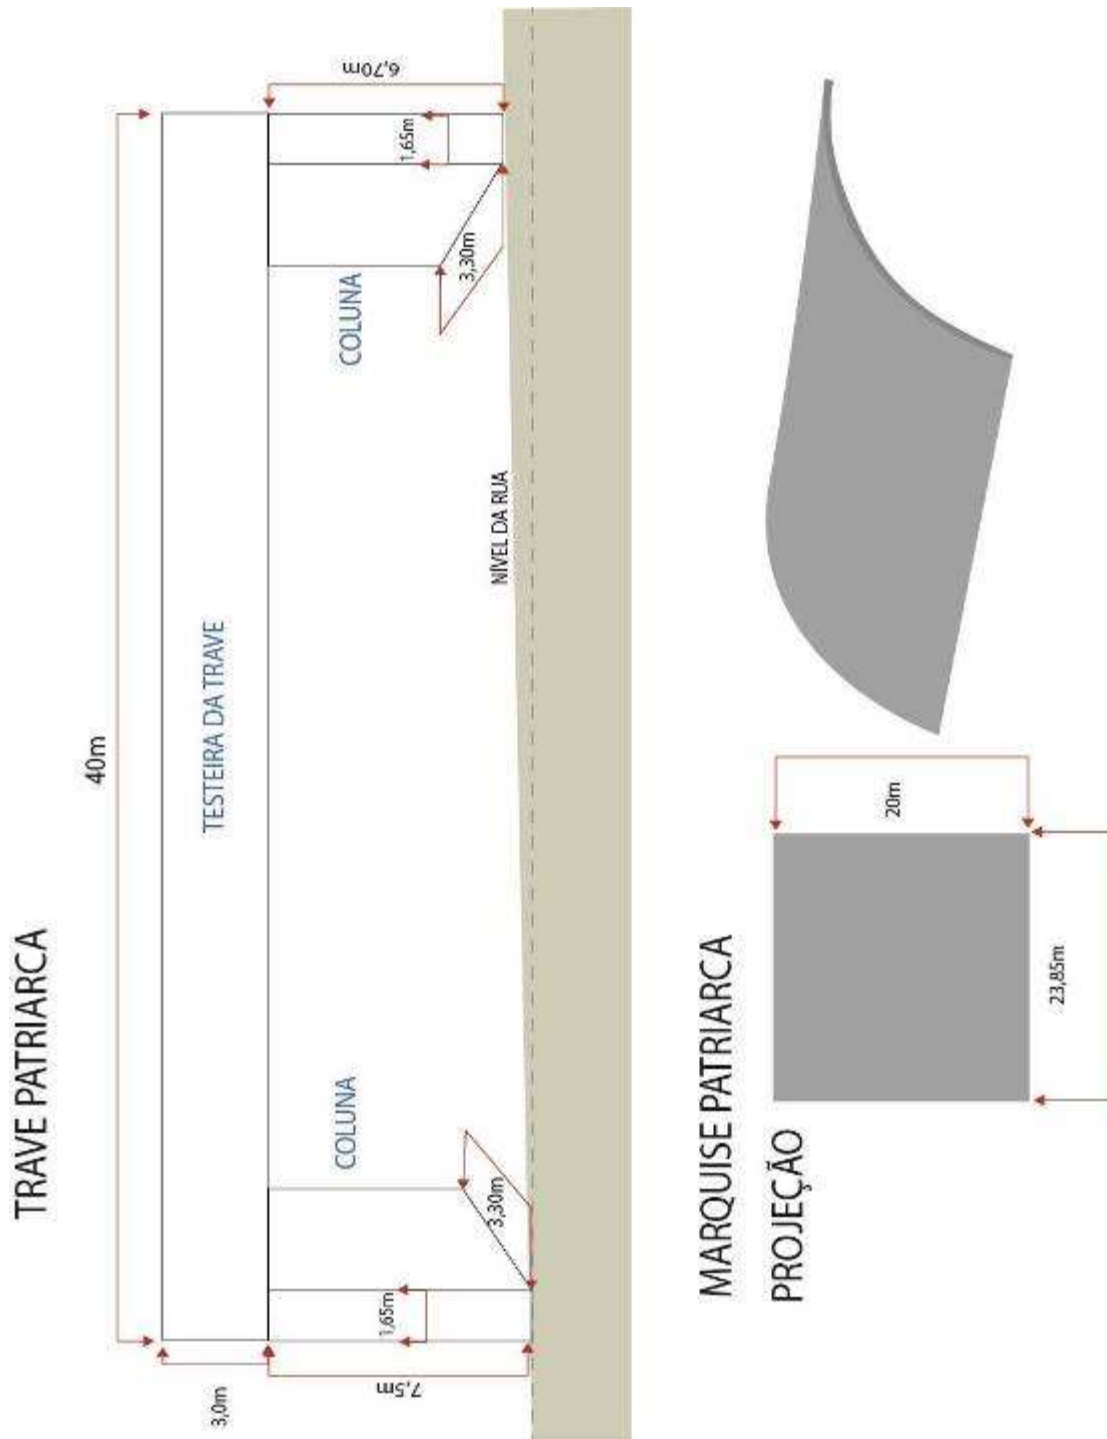 TRAVE PATRIARCA
40m
3,0m
TESTEIRA DA TRAVE
7,5m
6,70m
1,65m
1,65m
COLUNA
COLUNA
3,30m
3,30m
NÍVEL DA RUA
MARQUISE PATRIARCA
PROJEÇÃO
20m
23,85m